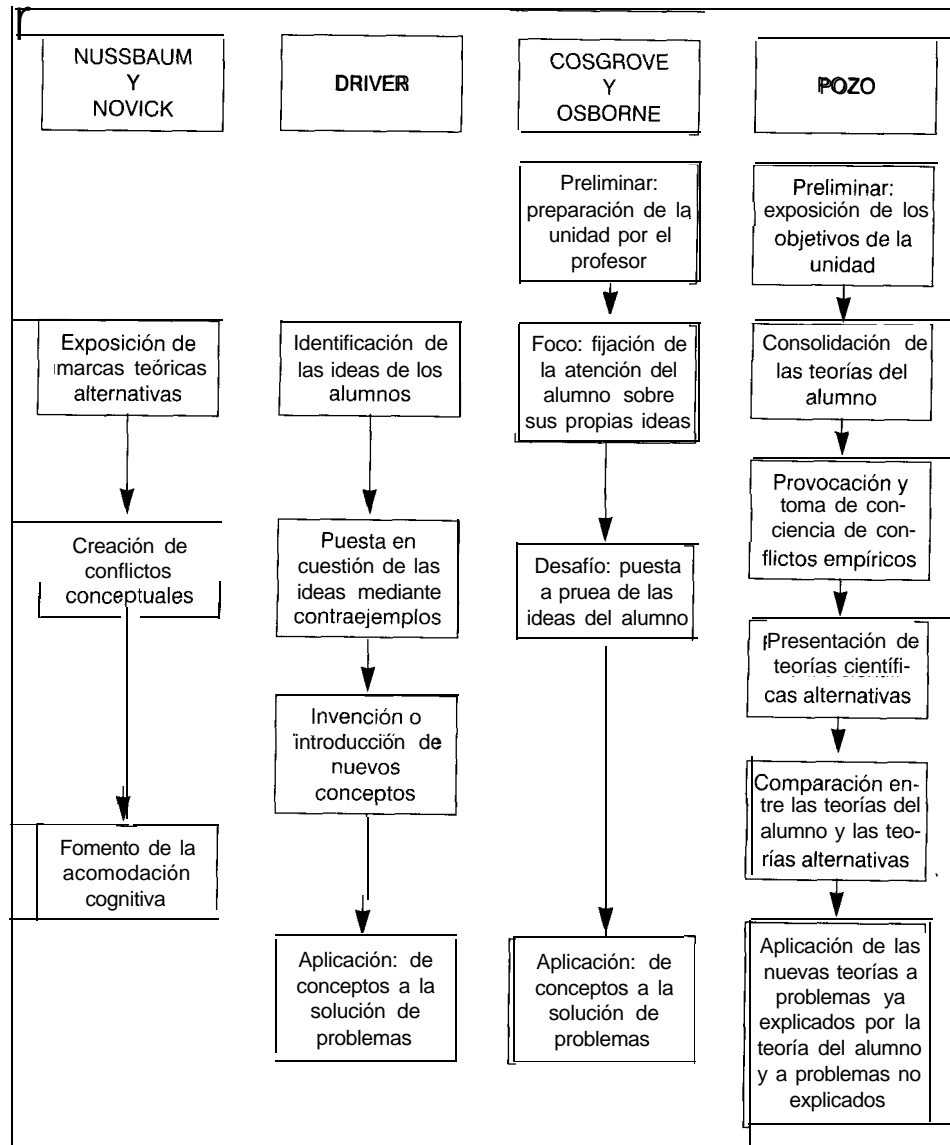 NUSSBAUM
Y
NOVICK
DRIVER
COSGROVE
Y
OSBORNE
POZO
Preliminar:
preparación de la
unidad por el
profesor
Preliminar:
exposición de los
objetivos de la
unidad
Exposición de
marcas teóricas
alternativas
Identificación de
las ideas de los
alumnos
Foco: fijación de
la atención del
alumno sobre
sus propias ideas
Consolidación de
las teorías del
alumno
Provocación y
toma de con-
ciencia de con-
flictos empíricos
Creación de
conflictos
conceptuales
Puesta en
cuestión de las
ideas mediante
contraejemplos
Desafío: puesta
a pruea de las
ideas del alumno
Presentación de
teorías científi-
cas alternativas
Invención o
introducción de
nuevos
conceptos
Comparación en-
tre las teorías del
alumno y las teo-
rías alternativas
Fomento de la
acomodación
cognitiva
Aplicación: de
conceptos a la
solución de
problemas
Aplicación: de
conceptos a la
solución de
problemas
Aplicación de las
nuevas teorías a
problemas ya
explicados por la
teoría del alumno
y a problemas no
explicados